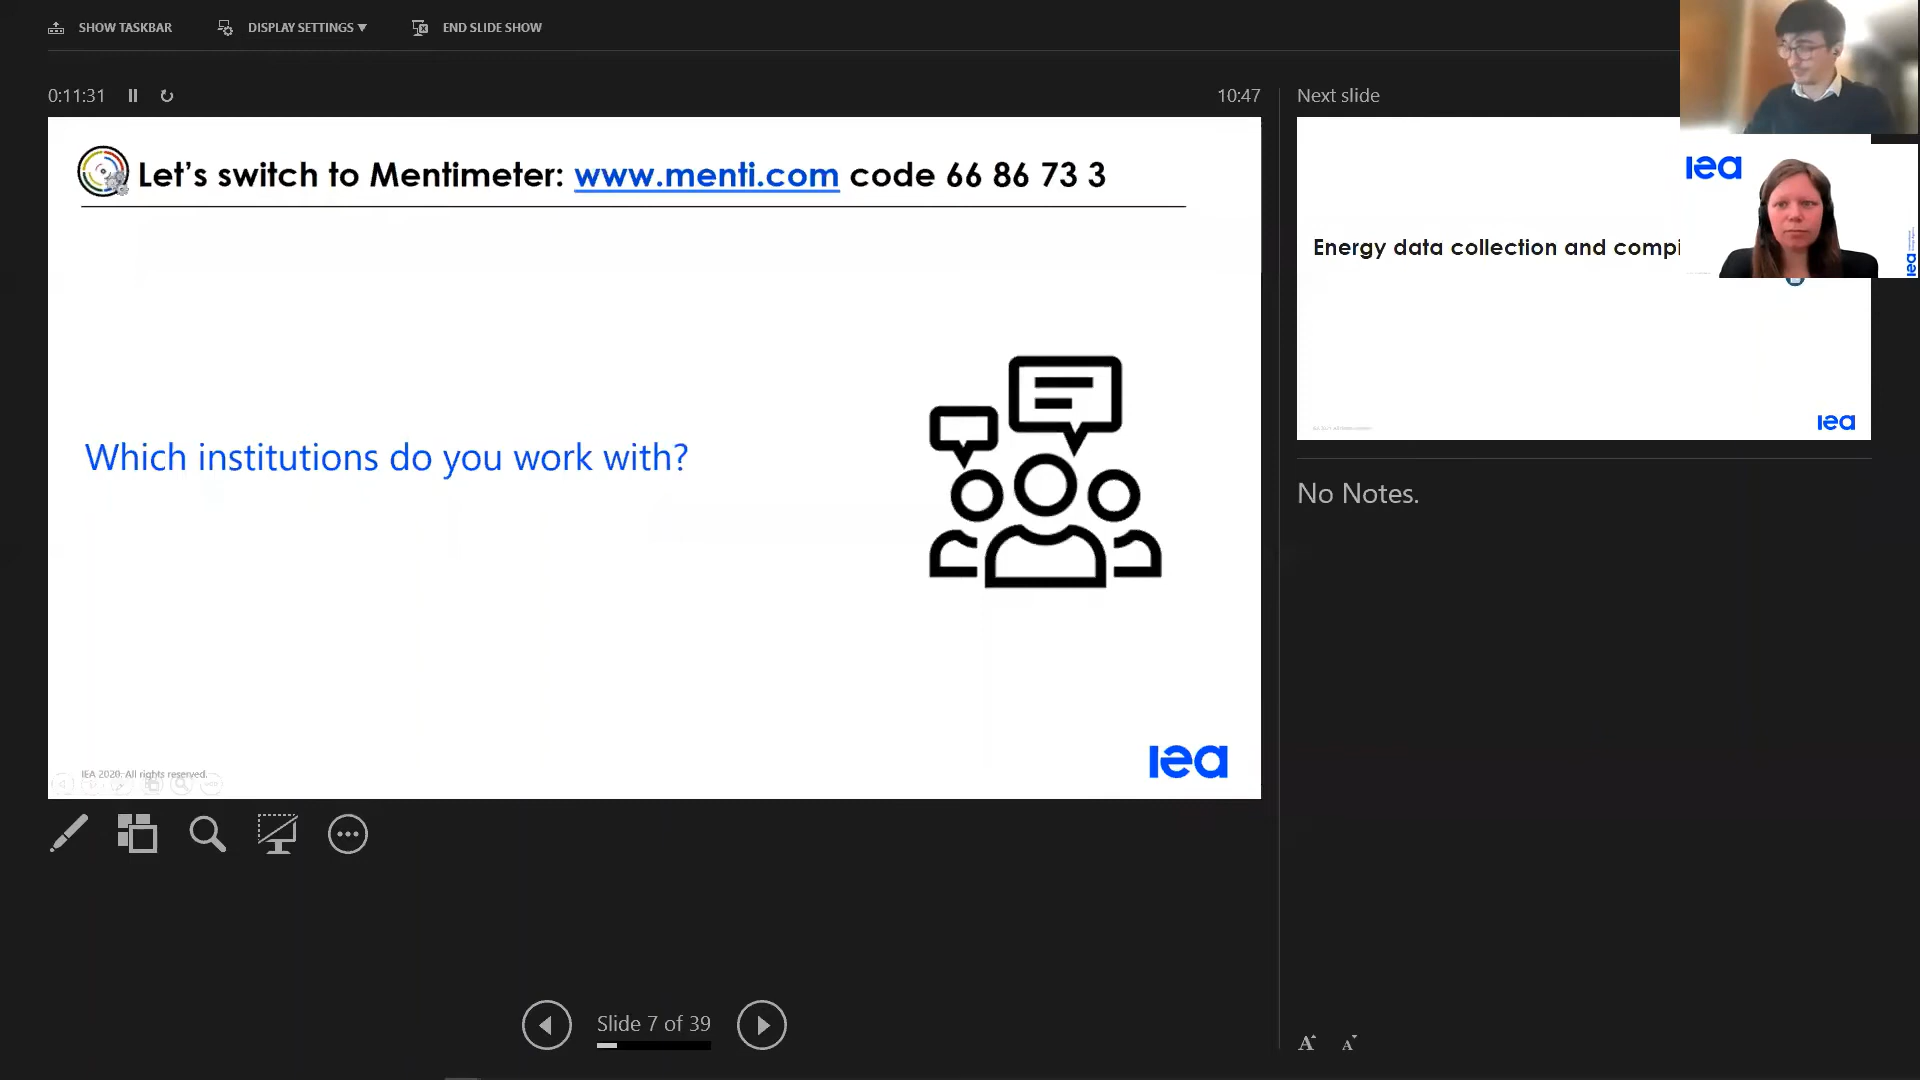 SHOW TASKBAR
DISPLAY SETTINGS
END SLIDE SHOW
0:11:31
10:47
Next slide
Let's switch to Mentimeter: www.menti.com code 66 86 73 3
Which institutions do you work with?
IEA 2020. All rights reserved.
iea
Energy data collection and compi
iea
iea
iea
No Notes.
Slide 7 of 39
A
A